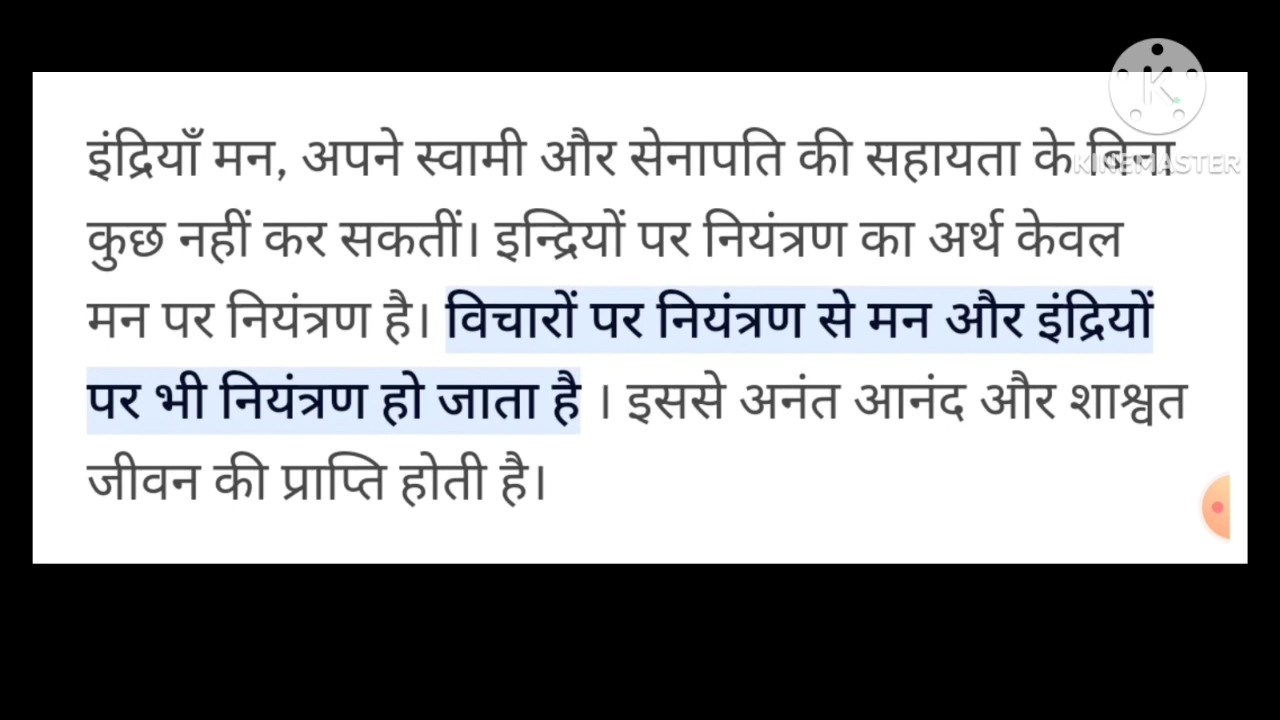 इंद्रियाँ मन, अपने स्वामी और सेनापति की सहायता के बिना
कुछ नहीं कर सकतीं। इन्द्रियों पर नियंत्रण का अर्थ केवल
मन पर नियंत्रण है। विचारों पर नियंत्रण से मन और इंद्रियों
पर भी नियंत्रण हो जाता है । इससे अनंत आनंद और शाश्वत
जीवन की प्राप्ति होती है।
KINEMASTER